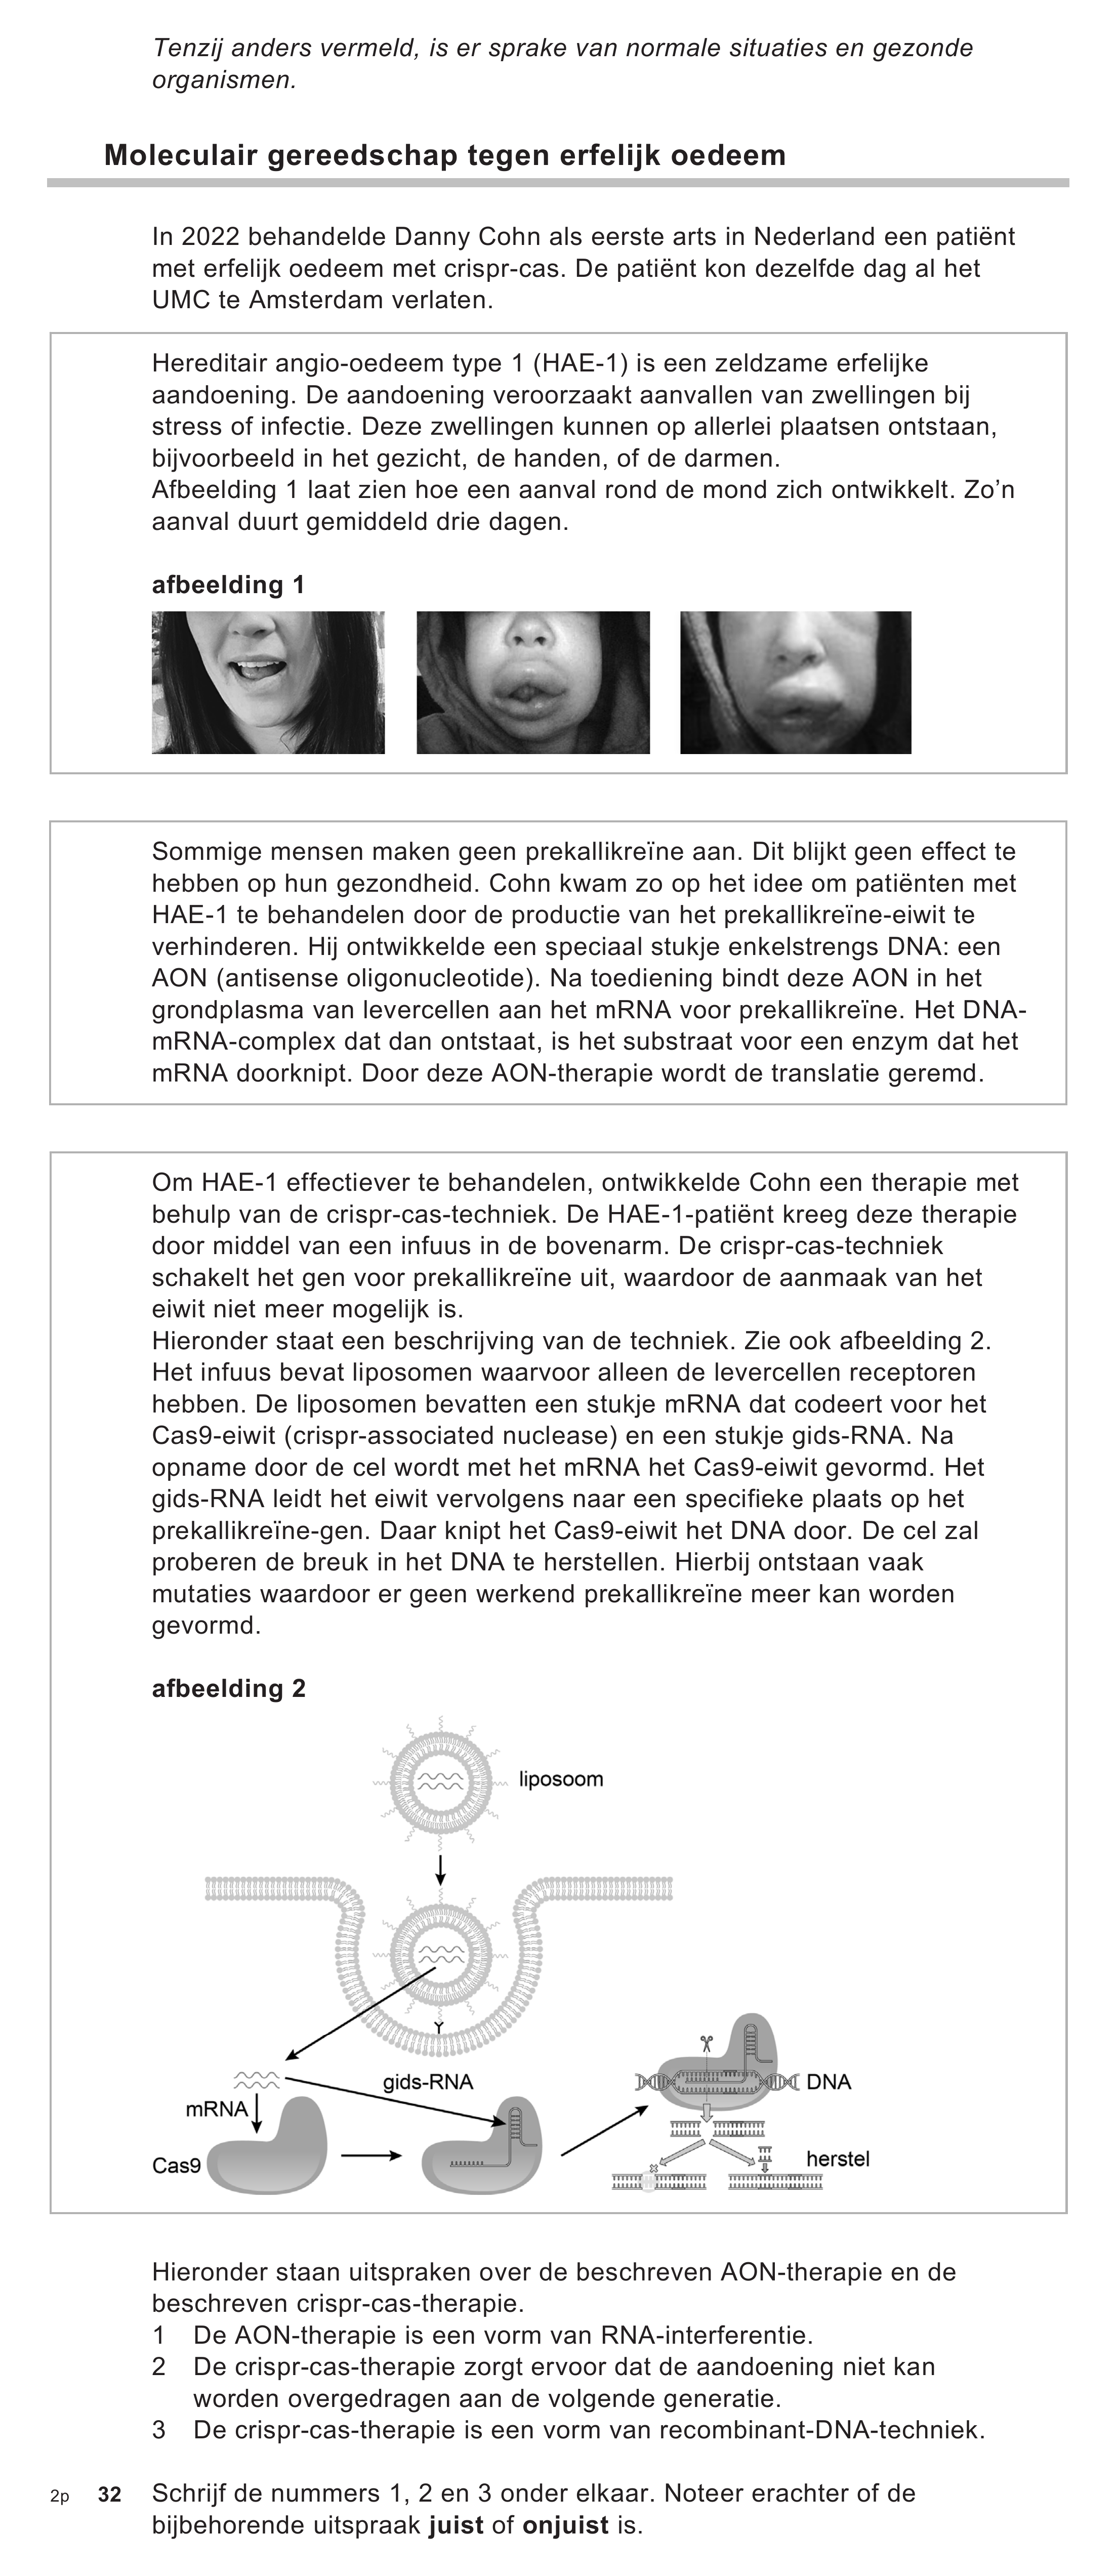 Tenzij anders vermeld, is er sprake van normale situaties en gezonde
organismen.
Moleculair gereedschap tegen erfelijk oedeem
In 2022 behandelde Danny Cohn als eerste arts in Nederland een patiënt
met erfelijk oedeem met crispr-cas. De patiënt kon dezelfde dag al het
UMC te Amsterdam verlaten.
Hereditair angio-oedeem type 1 (HAE-1) is een zeldzame erfelijke
aandoening. De aandoening veroorzaakt aanvallen van zwellingen bij
stress of infectie. Deze zwellingen kunnen op allerlei plaatsen ontstaan,
bijvoorbeeld in het gezicht, de handen, of de darmen.
Afbeelding 1 laat zien hoe een aanval rond de mond zich ontwikkelt. Zo’n
aanval duurt gemiddeld drie dagen.
afbeelding 1
Sommige mensen maken geen prekallikreïne aan. Dit blijkt geen effect te
hebben op hun gezondheid. Cohn kwam zo op het idee om patiënten met
HAE-1 te behandelen door de productie van het prekallikreïne-eiwit te
verhinderen. Hij ontwikkelde een speciaal stukje enkelstrengs DNA: een
AON (antisense oligonucleotide). Na toediening bindt deze AON in het
grondplasma van levercellen aan het mRNA voor prekallikreïne. Het DNA-
mRNA-complex dat dan ontstaat, is het substraat voor een enzym dat het
mRNA doorknipt. Door deze AON-therapie wordt de translatie geremd.
Om HAE-1 effectiever te behandelen, ontwikkelde Cohn een therapie met
behulp van de crispr-cas-techniek. De HAE-1-patiënt kreeg deze therapie
door middel van een infuus in de bovenarm. De crispr-cas-techniek
schakelt het gen voor prekallikreïne uit, waardoor de aanmaak van het
eiwit niet meer mogelijk is.
Hieronder staat een beschrijving van de techniek. Zie ook afbeelding 2.
Het infuus bevat liposomen waarvoor alleen de levercellen receptoren
hebben. De liposomen bevatten een stukje mRNA dat codeert voor het
Cas9-eiwit (crispr-associated nuclease) en een stukje gids-RNA. Na
opname door de cel wordt met het mRNA het Cas9-eiwit gevormd. Het
gids-RNA leidt het eiwit vervolgens naar een specifieke plaats op het
prekallikreïne-gen. Daar knipt het Cas9-eiwit het DNA door. De cel zal
proberen de breuk in het DNA te herstellen. Hierbij ontstaan vaak
mutaties waardoor er geen werkend prekallikreïne meer kan worden
gevormd.
afbeelding 2
liposoom
gids-RNA
DNA
mRNA
Cas9
herstel
Hieronder staan uitspraken over de beschreven AON-therapie en de
beschreven crispr-cas-therapie.
1 De AON-therapie is een vorm van RNA-interferentie.
2 De crispr-cas-therapie zorgt ervoor dat de aandoening niet kan
worden overgedragen aan de volgende generatie.
3 De crispr-cas-therapie is een vorm van recombinant-DNA-techniek.
2p 32 Schrijf de nummers 1, 2 en 3 onder elkaar. Noteer erachter of de
bijbehorende uitspraak juist of onjuist is.